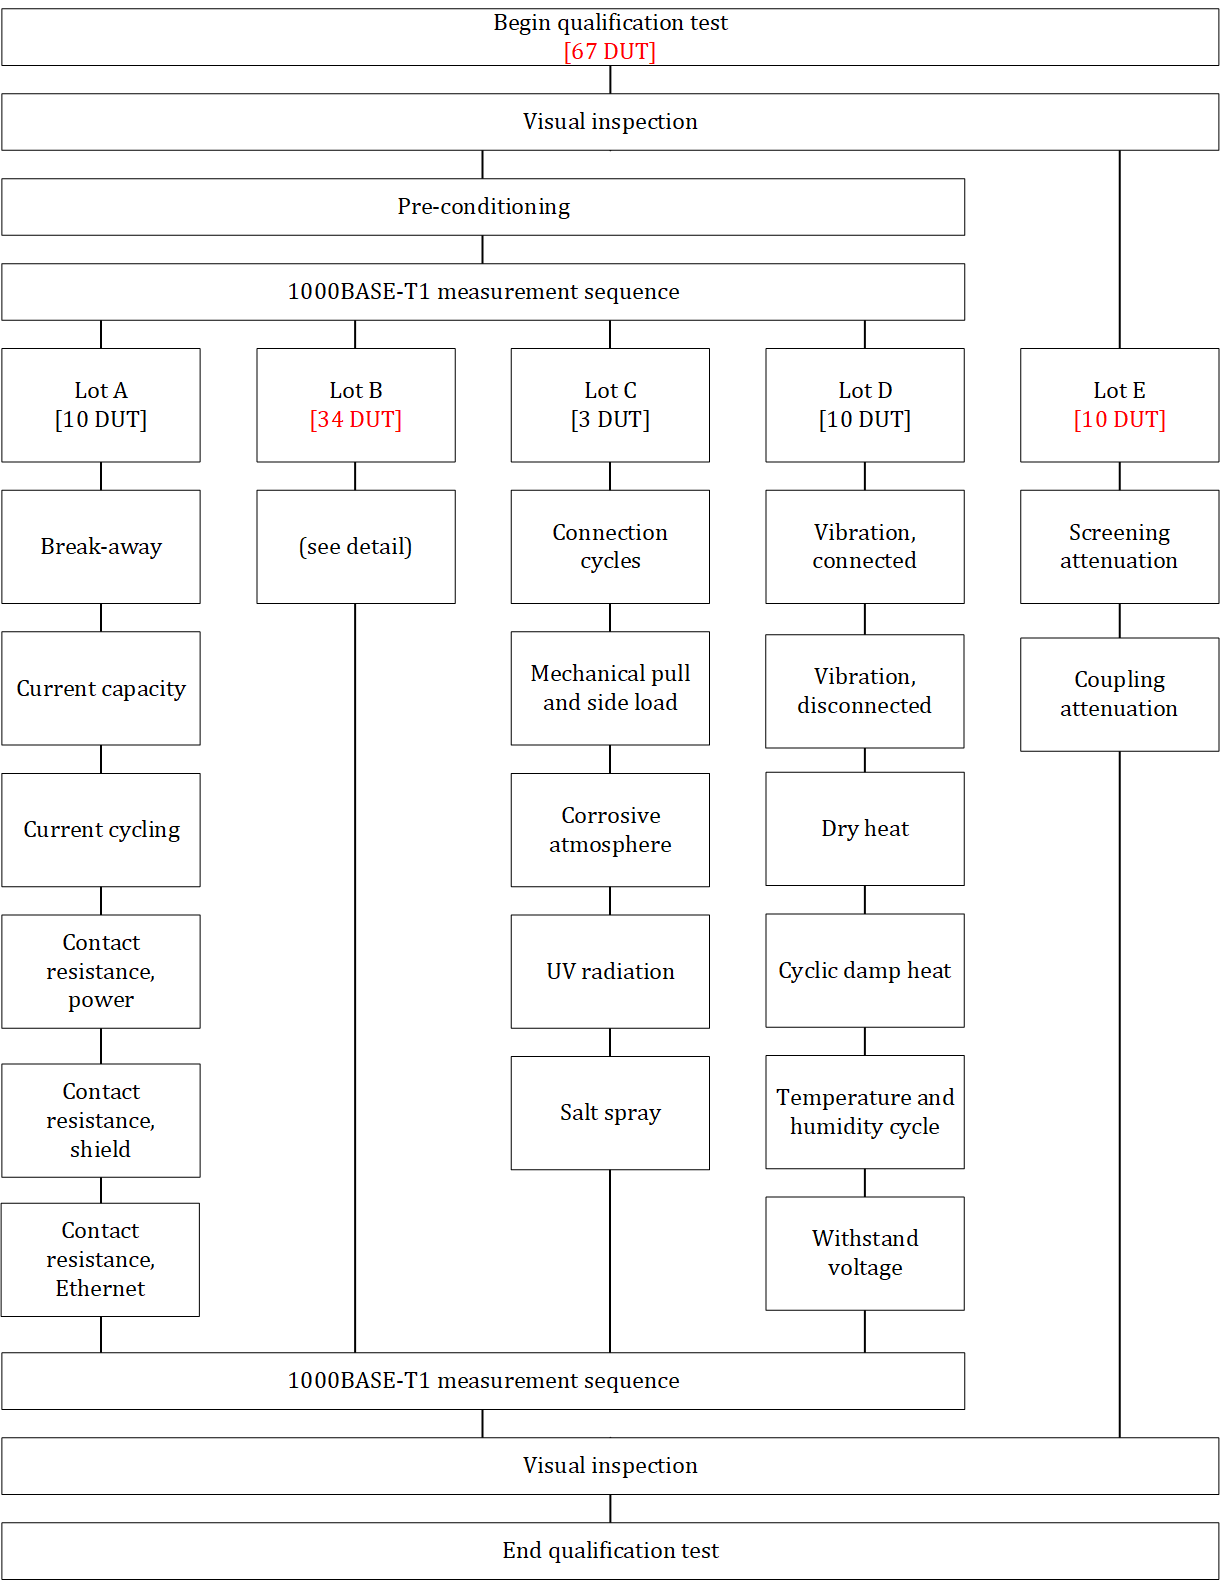 Begin qualification test
[67 DUT]
Visual inspection
Pre-conditioning
1000BASE-T1 measurement sequence
Lot A
[10 DUT]
Break-away
Current capacity
Current cycling
Contact
resistance,
power
Contact
resistance,
shield
Contact
resistance,
Ethernet
Lot B
[34 DUT]
(see detail)
Lot C
[3 DUT]
Connection
cycles
Mechanical pull
and side load
Corrosive
atmosphere
UV radiation
Salt spray
Lot D
[10 DUT]
Vibration,
connected
Vibration,
disconnected
Dry heat
Cyclic damp heat
Temperature and
humidity cycle
Withstand
voltage
Lot E
[10 DUT]
Screening
attenuation
Coupling
attenuation
1000BASE-T1 measurement sequence
Visual inspection
End qualification test